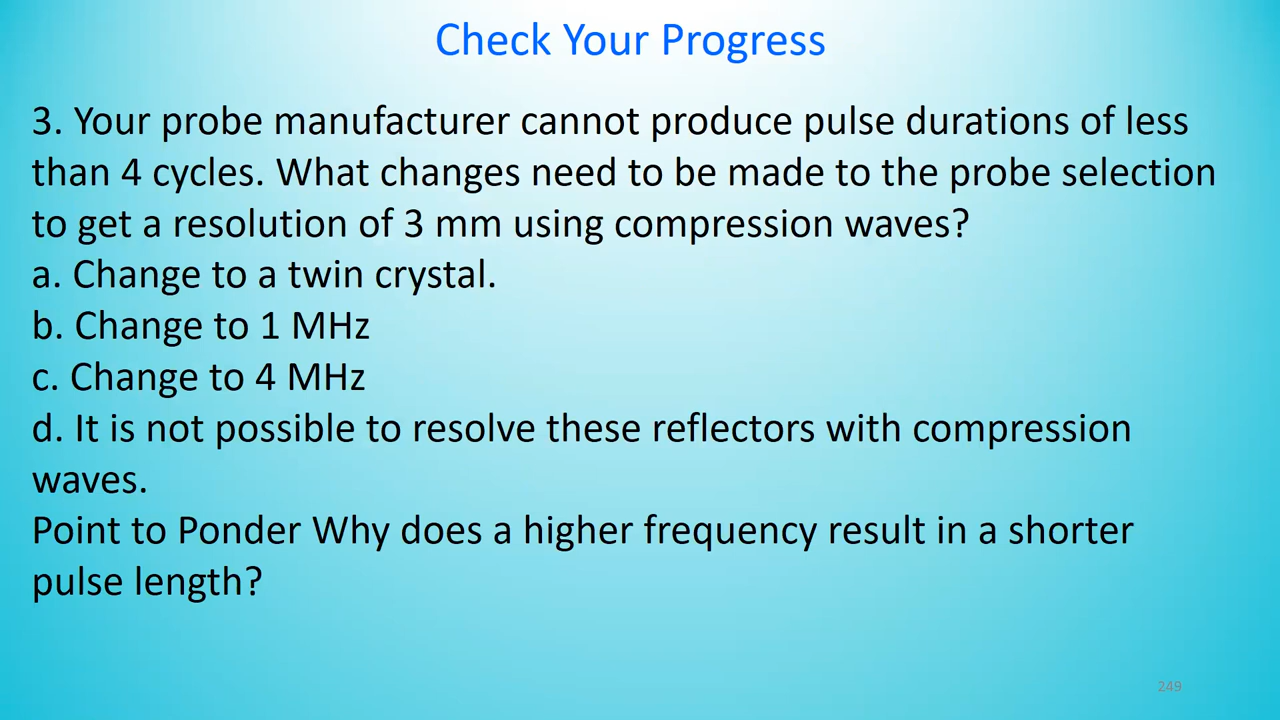 Check Your Progress
3. Your probe manufacturer cannot produce pulse durations of less
than 4 cycles. What changes need to be made to the probe selection
to get a resolution of 3 mm using compression waves?
a. Change to a twin crystal.
b. Change to 1 MHz
c. Change to 4 MHz
d. It is not possible to resolve these reflectors with compression
waves.
Point to Ponder Why does a higher frequency result in a shorter
pulse length?
249